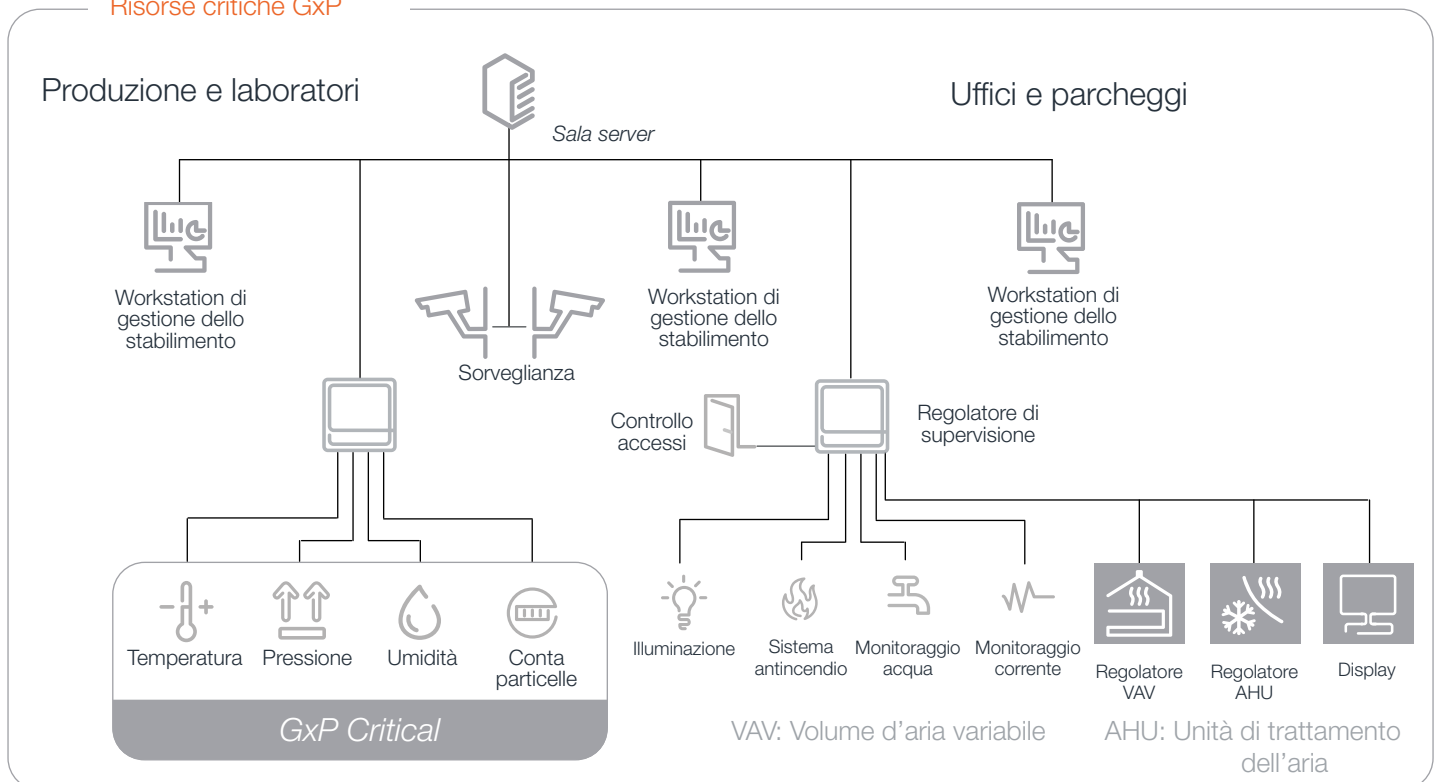 Risorse critiche GxP
Produzione e laboratori
Uffici e parcheggi
Sala server
Workstation di
gestione dello
stabilimento
Sorveglianza
Workstation di
gestione dello
stabilimento
Workstation di
gestione dello
stabilimento
Controllo
accessi
Regolatore di
supervisione
Temperatura
Pressione
Umidità
Conta
particelle
GxP Critical
Illuminazione
Sistema
antincendio
Monitoraggio
acqua
Monitoraggio
corrente
Regolatore
VAV
Regolatore
AHU
Display
VAV: Volume d’aria variabile
AHU: Unità di trattamento
dell’aria